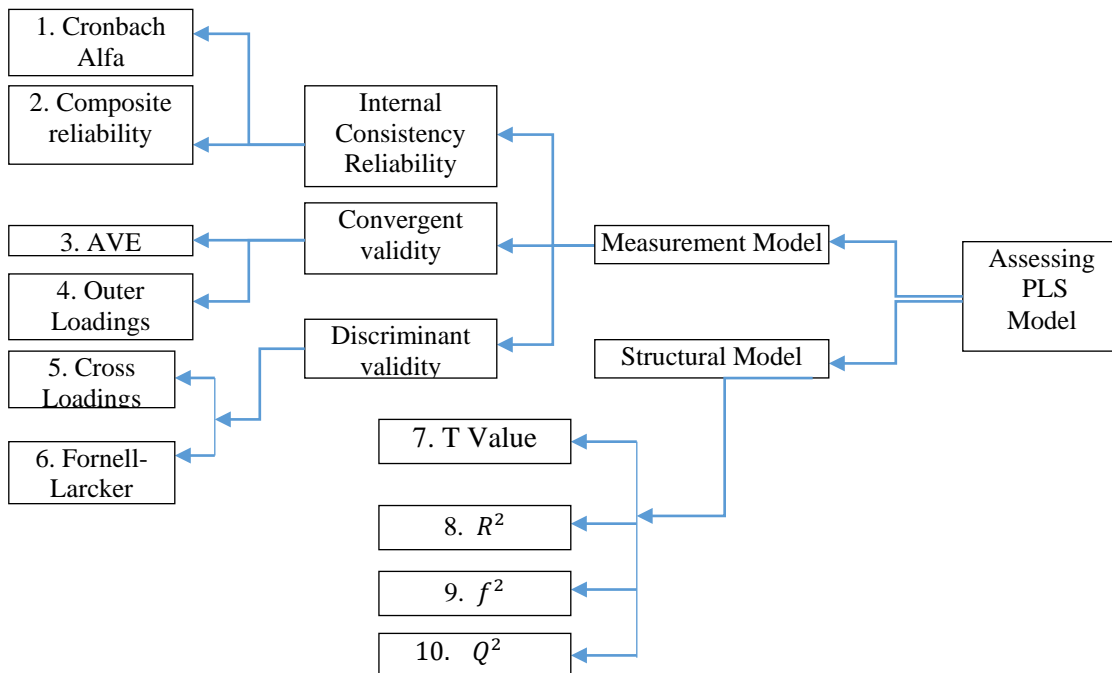 1. Cronbach
Alfa
2. Composite
reliability
Internal
Consistency
Reliability
3. AVE
Convergent
validity
Measurement Model
Assessing
PLS
Model
4. Outer
Loadings
Discriminant
validity
Structural Model
5. Cross
Loadings
6. Fornell-
Larcker
7. T Value
8. R²
9. f²
10. Q²